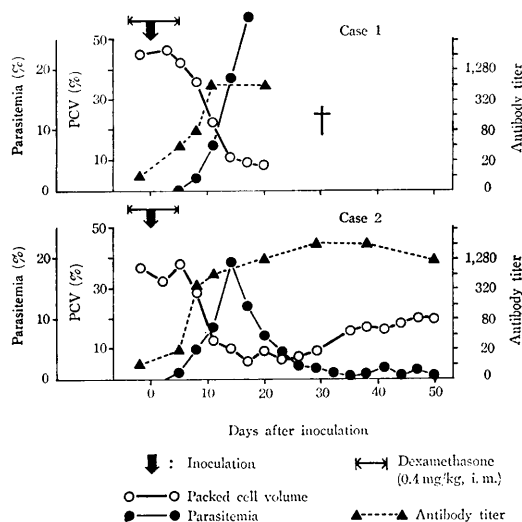 Case 1
Parasitemia (%)
20
10
0
PCV (%)
50
30
10
1,280
320
80
20
0
Antibody titer
Case 2
Parasitemia (%)
20
10
0
PCV (%)
50
30
10
1,280
320
80
20
0
Antibody titer
0 10 20 30 40 50
Days after inoculation
: Inoculation
Dexamethasone
(0.4 mg/kg, i. m.)
Packed cell volume
Parasitemia
Antibody titer